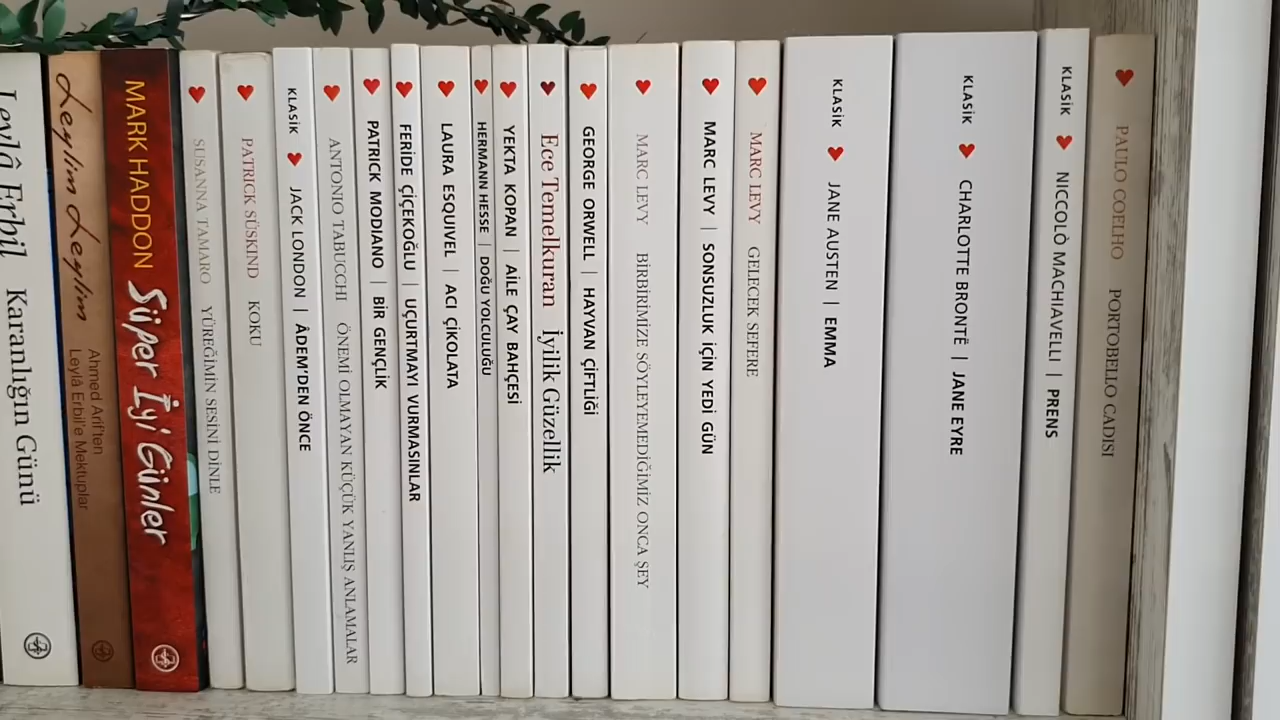 Leylâ Erbil Karanlığın Günü
Leylim Leylim
Ahmed Arif'ten
Leylâ Erbil'e Mektuplar
MARK HADDON Süper İyi Günler
SUSANNA TAMARO YÜREĞİMİN SESİNİ DİNLE
PATRICK SÜSKIND KOKU
KLASİK JACK LONDON | ÂDEM'DEN ÖNCE
ANTONIO TABUCCHI ÖNEMİ OLMAYAN KÜÇÜK YANLIŞ ANLAMALAR
PATRICK MODIANO | BİR GENÇLİK
FERİDE ÇİÇEKOĞLU | UÇURTMAYI VURMASINLAR
LAURA ESQUIVEL | ACI ÇİKOLATA
HERMANN HESSE | DOĞU YOLCULUĞU
YEKTA KOPAN | AİLE ÇAY BAHÇESİ
Ece Temelkuran İyilik Güzellik
GEORGE ORWELL | HAYVAN ÇİFTLİĞİ
MARC LEVY BİRBİRİMİZE SÖYLEYEMEDİĞİMİZ ONCA ŞEY
MARC LEVY | SONSUZLUK İÇİN YEDİ GÜN
MARC LEVY GELECEK SEFERE
KLASİK JANE AUSTEN | EMMA
KLASİK CHARLOTTE BRONTË | JANE EYRE
KLASİK NICCOLÒ MACHIAVELLI | PRENS
PAULO COELHO PORTOBELLO CADISI